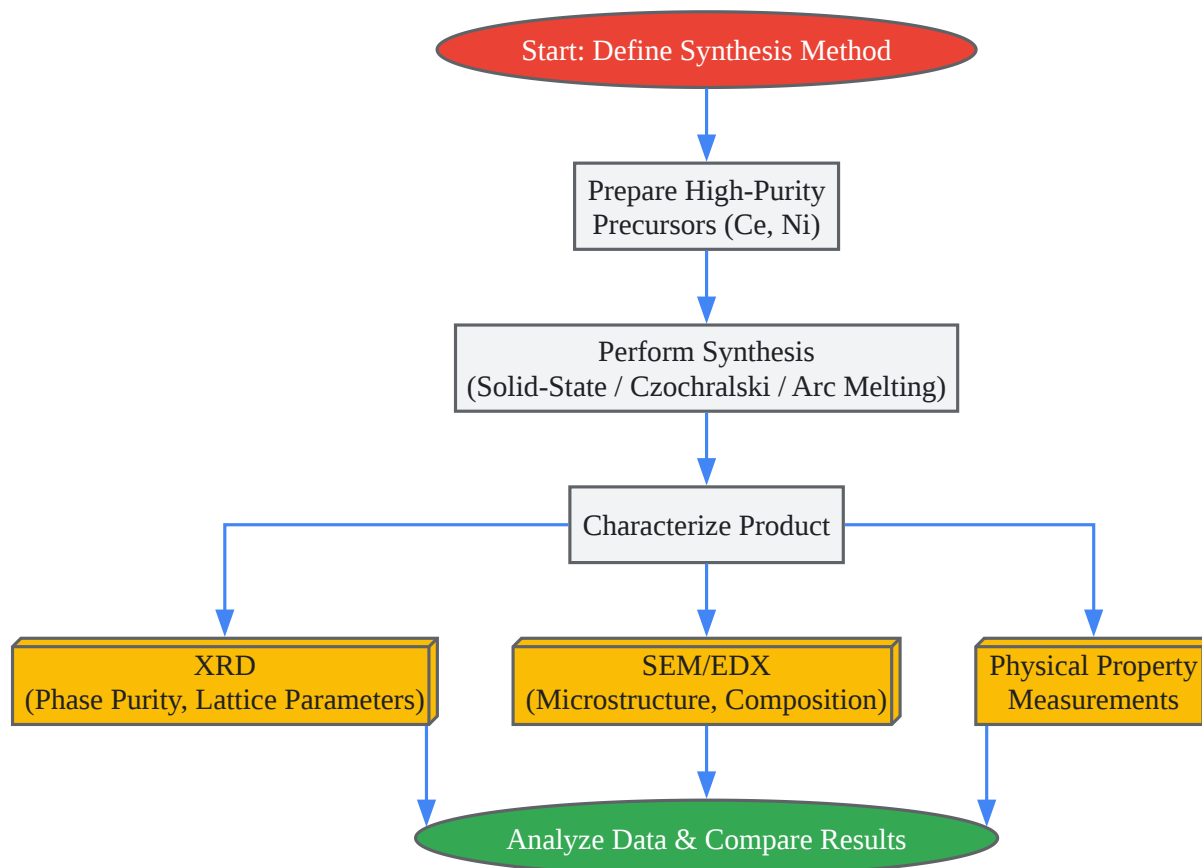 Start: Define Synthesis Method
Prepare High-Purity
Precursors (Ce, Ni)
Perform Synthesis
(Solid-State / Czochralski / Arc Melting)
Characterize Product
XRD
(Phase Purity, Lattice Parameters)
SEM/EDX
(Microstructure, Composition)
Physical Property
Measurements
Analyze Data & Compare Results